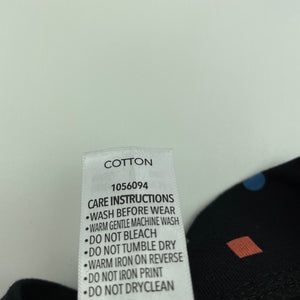 COTTON
1056094
CARE INSTRUCTIONS
•WASH BEFORE WEAR
•WARM GENTLE MACHINE WASH
•DO NOT BLEACH
•DO NOT TUMBLE DRY
•WARM IRON ON REVERSE
•DO NOT IRON PRINT
•DO NOT DRYCLEAN